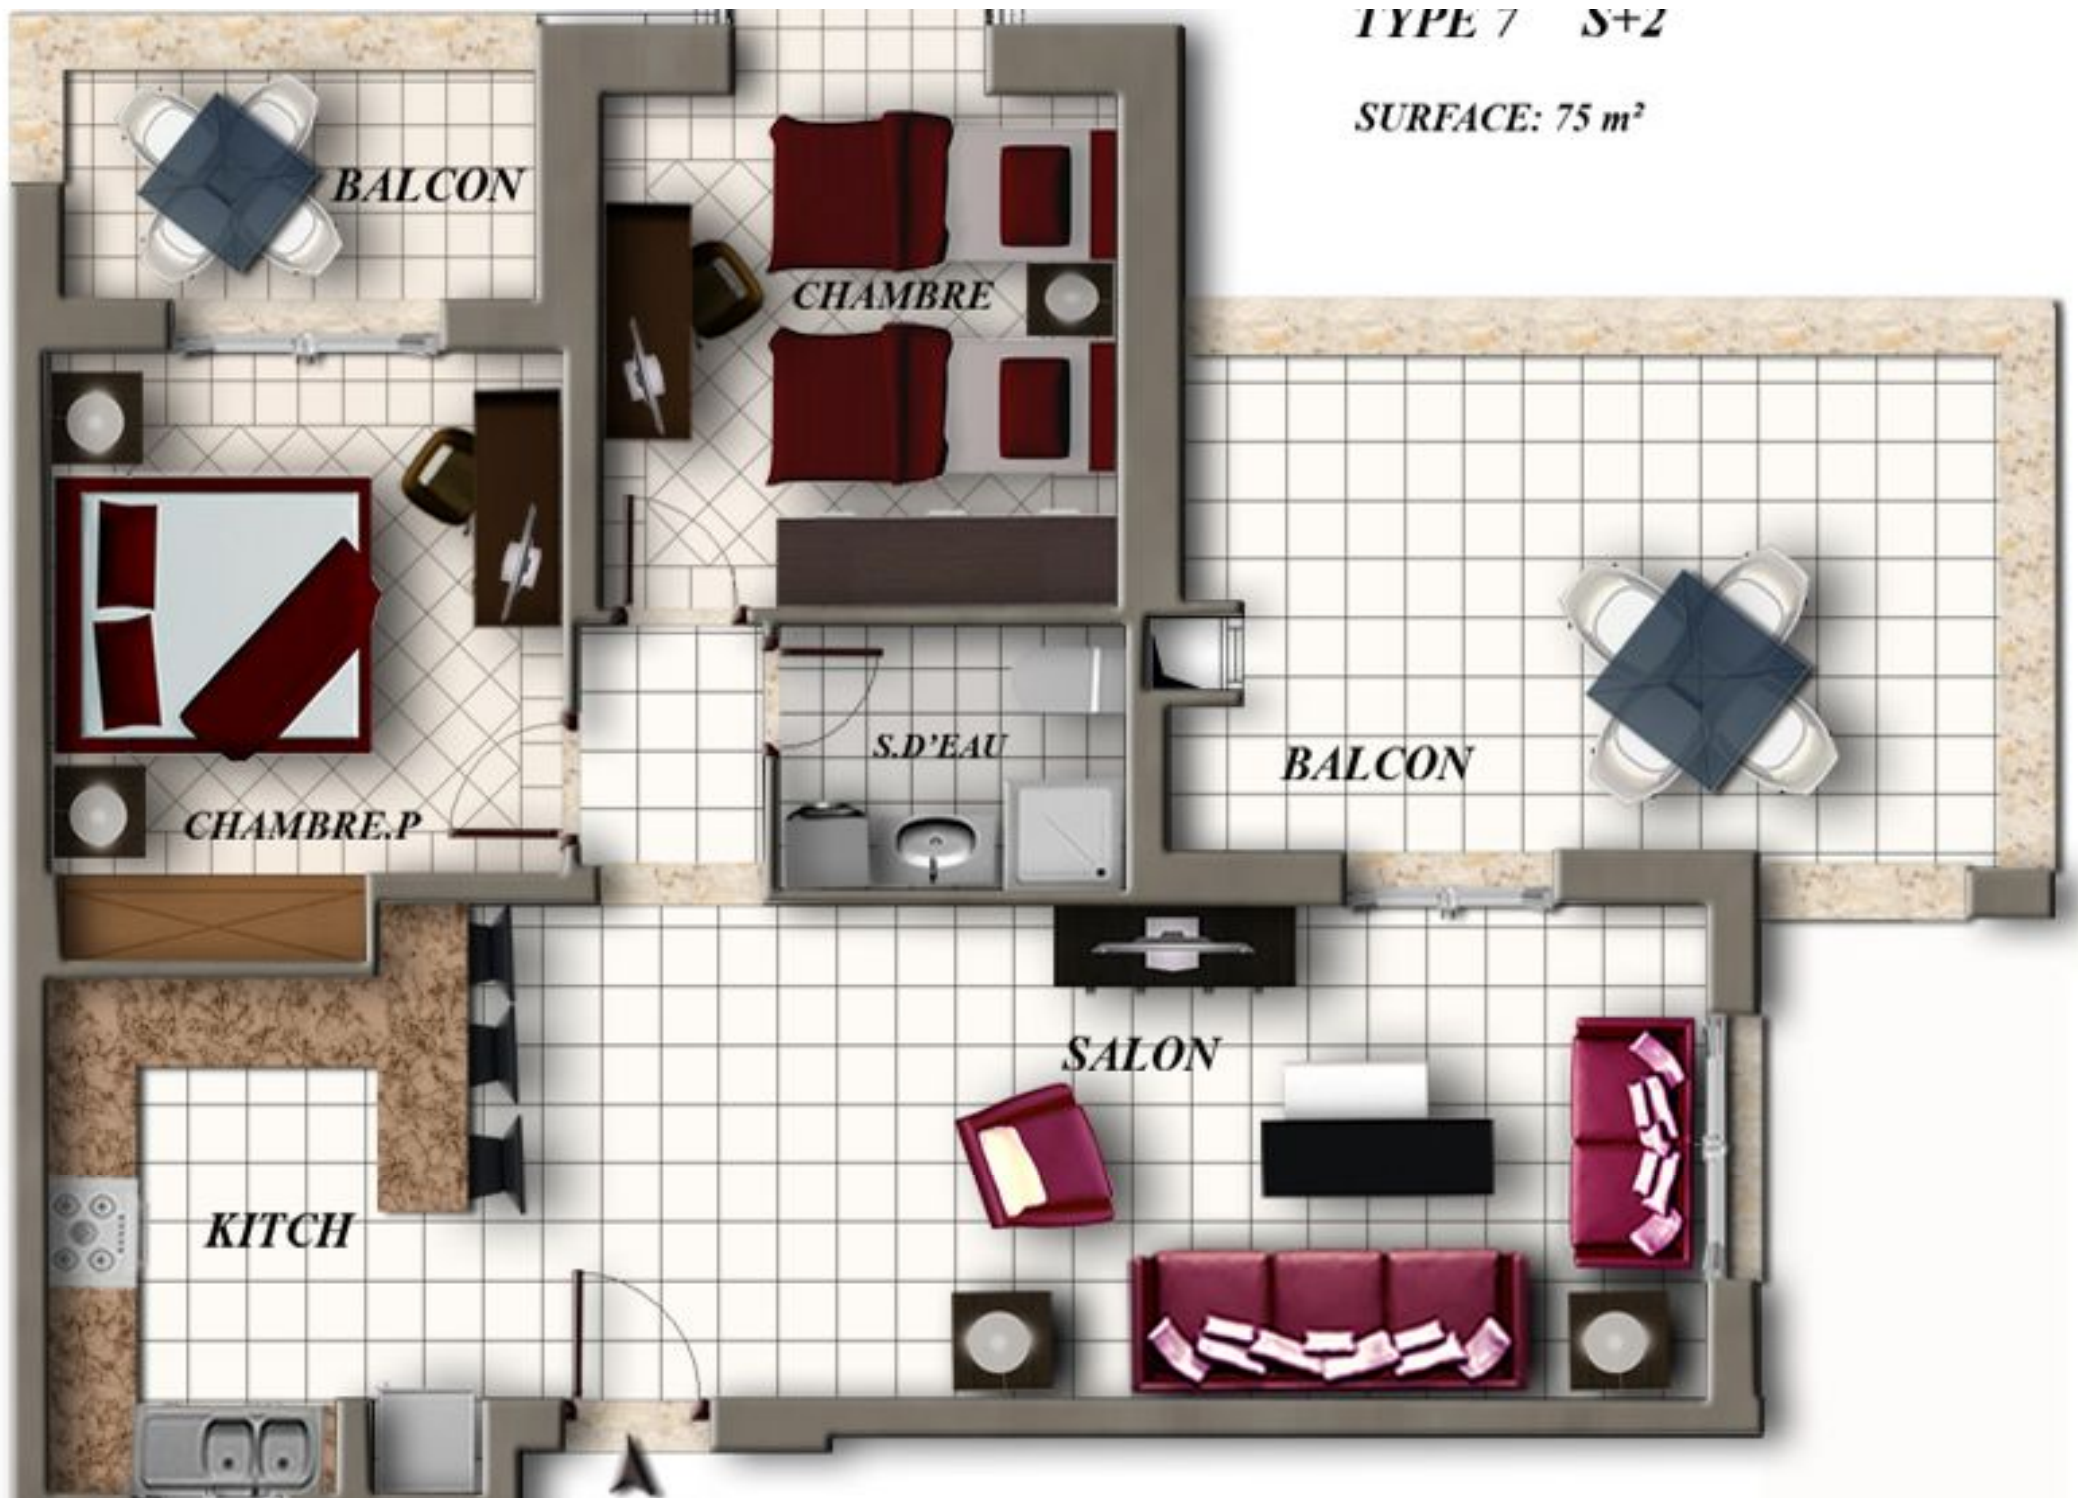 TYPE 7 S+2
SURFACE: 75 m²
BALCON
CHAMBRE
S.D'EAU
BALCON
CHAMBRE.P
SALON
KITCH